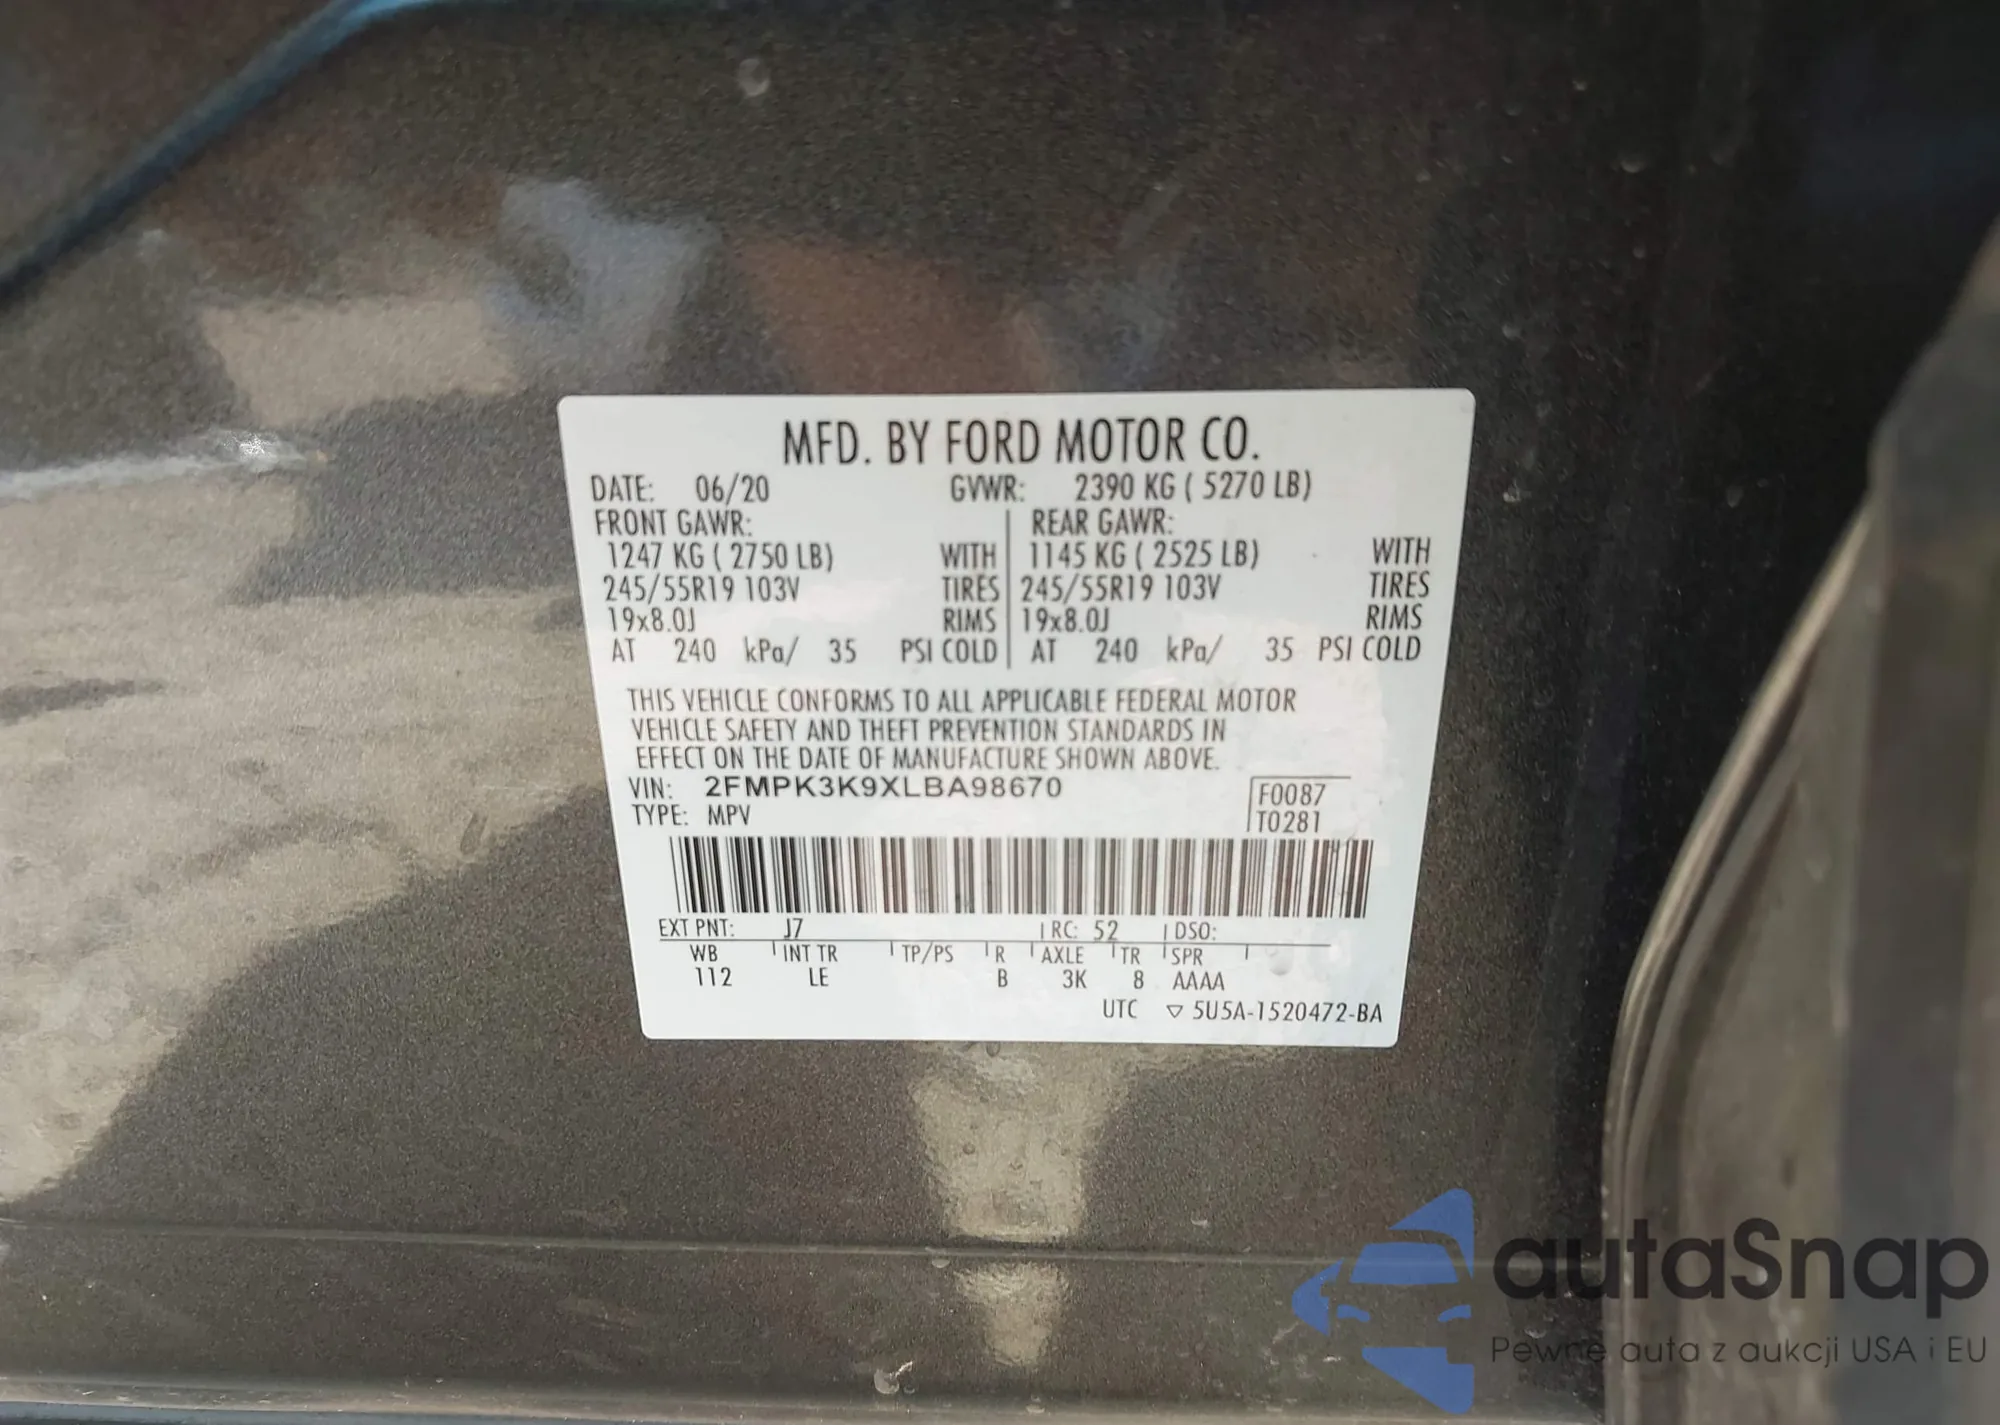 MFD. BY FORD MOTOR CO.
DATE: 06/20 GVWR: 2390 KG ( 5270 LB)
FRONT GAWR: REAR GAWR:
1247 KG ( 2750 LB) WITH 1145 KG ( 2525 LB) WITH
245/55R19 103V TIRES 245/55R19 103V TIRES
19x8.0J RIMS 19x8.0J RIMS
AT 240 kPa/ 35 PSI COLD AT 240 kPa/ 35 PSI COLD
THIS VEHICLE CONFORMS TO ALL APPLICABLE FEDERAL MOTOR
VEHICLE SAFETY AND THEFT PREVENTION STANDARDS IN
EFFECT ON THE DATE OF MANUFACTURE SHOWN ABOVE.
VIN: 2FMPK3K9XLBA98670 F0087
TYPE: MPV T0281
EXT PNT: J7 RC: 52 DSO:
WB INT TR TP/PS R AXLE TR SPR
112 LE B 3K 8 AAAA
UTC ▽ 5U5A-1520472-BA
autaSnap
Pewne auta z aukcji USA i EU